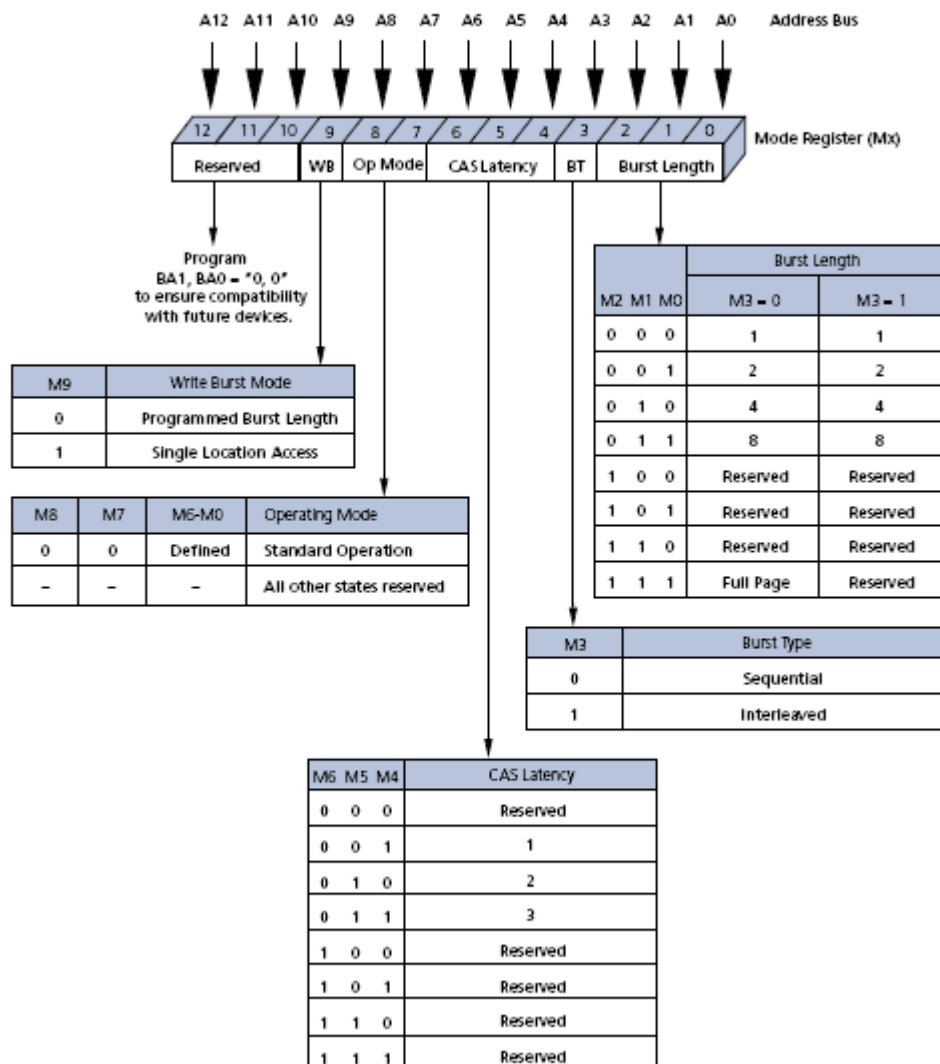 A12 A11 A10 A9 A8 A7 A6 A5 A4 A3 A2 A1 A0 Address Bus
12 11 10 9 8 7 6 5 4 3 2 1 0
Mode Register (Mx)
Reserved WB Op Mode CAS Latency BT Burst Length
Program
BA1, BA0 = "0, 0"
to ensure compatibility
with future devices.
Burst Length
M2 M1 M0 M3 = 0 M3 = 1
0 0 0 1 1
0 0 1 2 2
0 1 0 4 4
0 1 1 8 8
1 0 0 Reserved Reserved
1 0 1 Reserved Reserved
1 1 0 Reserved Reserved
1 1 1 Full Page Reserved
M9 Write Burst Mode
0 Programmed Burst Length
1 Single Location Access
M8 M7 M6-M0 Operating Mode
0 0 Defined Standard Operation
– – – All other states reserved
M3 Burst Type
0 Sequential
1 Interleaved
M6 M5 M4 CAS Latency
0 0 0 Reserved
0 0 1 1
0 1 0 2
0 1 1 3
1 0 0 Reserved
1 0 1 Reserved
1 1 0 Reserved
1 1 1 Reserved